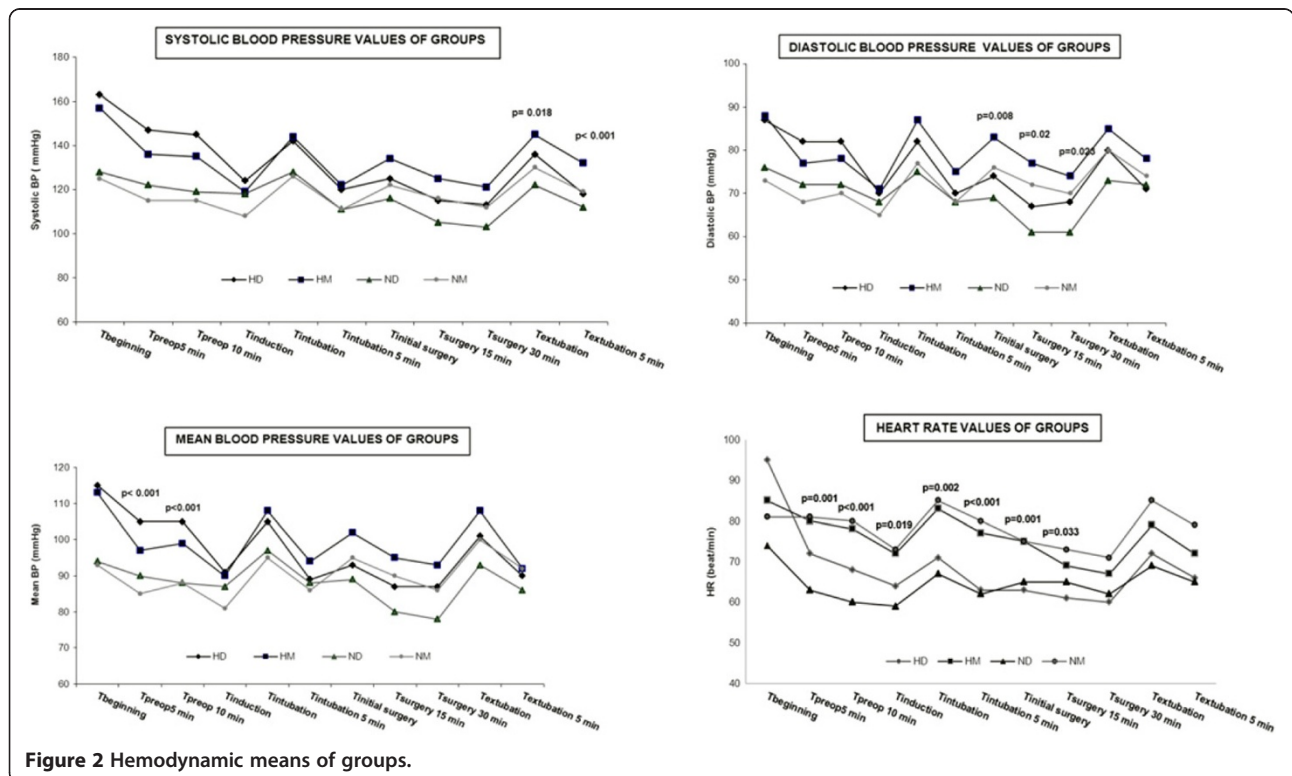 SYSTOLIC BLOOD PRESSURE VALUES OF GROUPS
180
160
140
120
100
80
60
Systolic BP ( mmHg)
p= 0.018
p< 0.001
HD HM ND NM
Tbeginning
Tpreop5 min
Tpreop 10 min
Tinduction
Tintubation
Tintubation 5 min
Tinitial surgery
Tsurgery 15 min
Tsurgery 30 min
Textubation
Textubation 5 min
DIASTOLIC BLOOD PRESSURE VALUES OF GROUPS
100
90
80
70
60
50
40
Diastolic BP (mmHg)
p=0.008
p=0.02
p=0.023
HD HM ND NM
Tbeginning
Tpreop5 min
Tpreop 10 min
Tinduction
Tintubation
Tintubation 5 min
Tinitial surgery
Tsurgery 15 min
Tsurgery 30 min
Textubation
Textubation 5 min
MEAN BLOOD PRESSURE VALUES OF GROUPS
120
110
100
90
80
70
60
Mean BP (mmHg)
p< 0.001
p<0.001
HD HM ND NM
Tbeginning
Tpreop5 min
Tpreop 10 min
Tinduction
Tintubation
Tintubation 5 min
Tinitial surgery
Tsurgery 15 min
Tsurgery 30 min
Textubation
Textubation 5 min
HEART RATE VALUES OF GROUPS
100
90
80
70
60
50
40
HR (beat/min)
p=0.001
p<0.001
p=0.019
p=0.002
p<0.001
p=0.001
p=0.033
HD HM ND NM
Tbeginning
Tpreop5 min
Tpreop 10 min
Tinduction
Tintubation
Tintubation 5 min
Tinitial surgery
Tsurgery 15 min
Tsurgery 30 min
Textubation
Textubation 5 min
Figure 2 Hemodynamic means of groups.